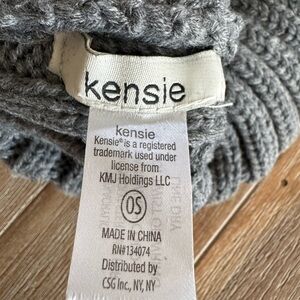 kensie
kensie
Kensie® is a registered
trademark used under
license from
KMJ Holdings LLC
OS
MADE IN CHINA
RN#134074
Distributed by
CSG Inc., NY, NY